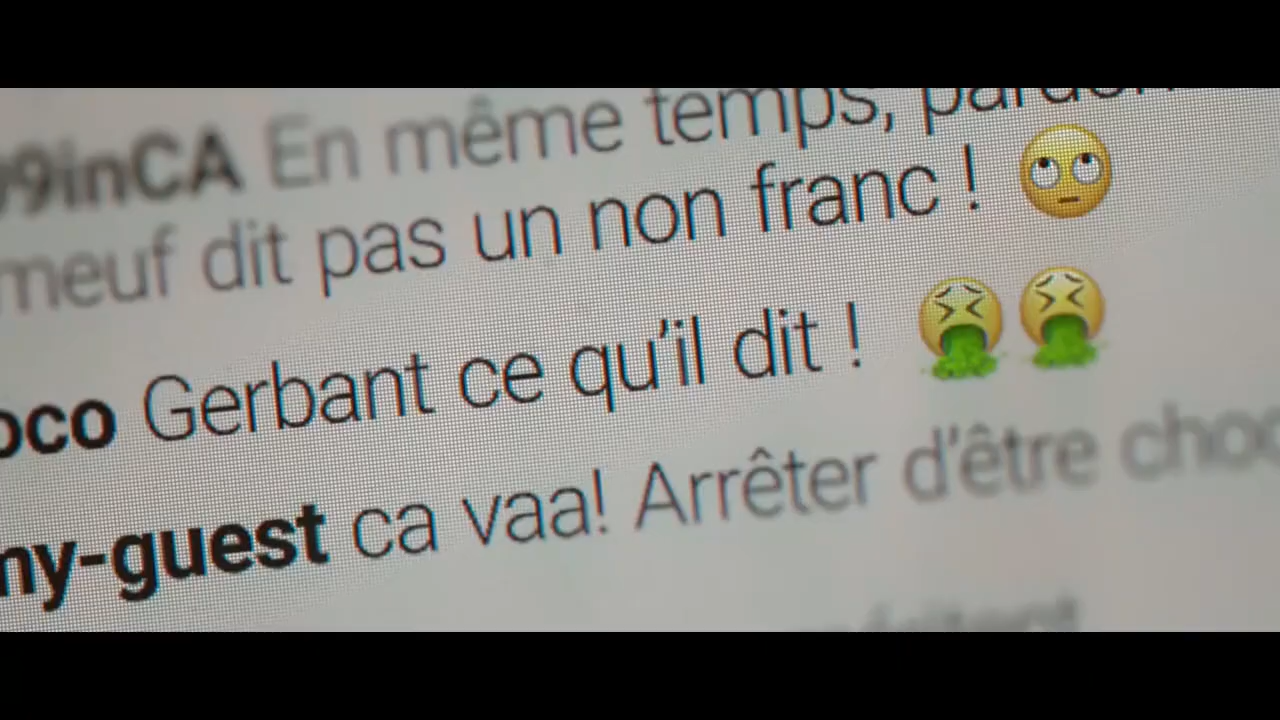 9inCA En même temps, pardon
meuf dit pas un non franc ! 🙄
oco Gerbant ce qu'il dit ! 🤮🤮
ny-guest ca vaa! Arrêter d'être choq